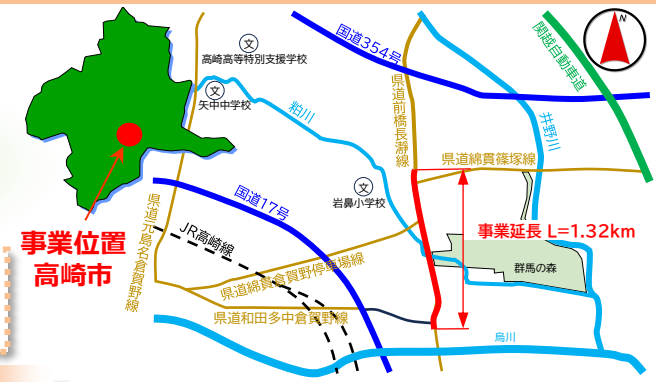 国道354号
関越自動車道
N
文
高崎高等特別支援学校
文
矢中中学校
粕川
県道前橋長瀞線
井野川
県道綿貫篠塚線
文
岩鼻小学校
国道17号
県道元島名倉賀野線
JR高崎線
事業位置
高崎市
事業延長 L=1.32km
群馬の森
県道綿貫倉賀野停車場線
県道和田多中倉賀野線
烏川